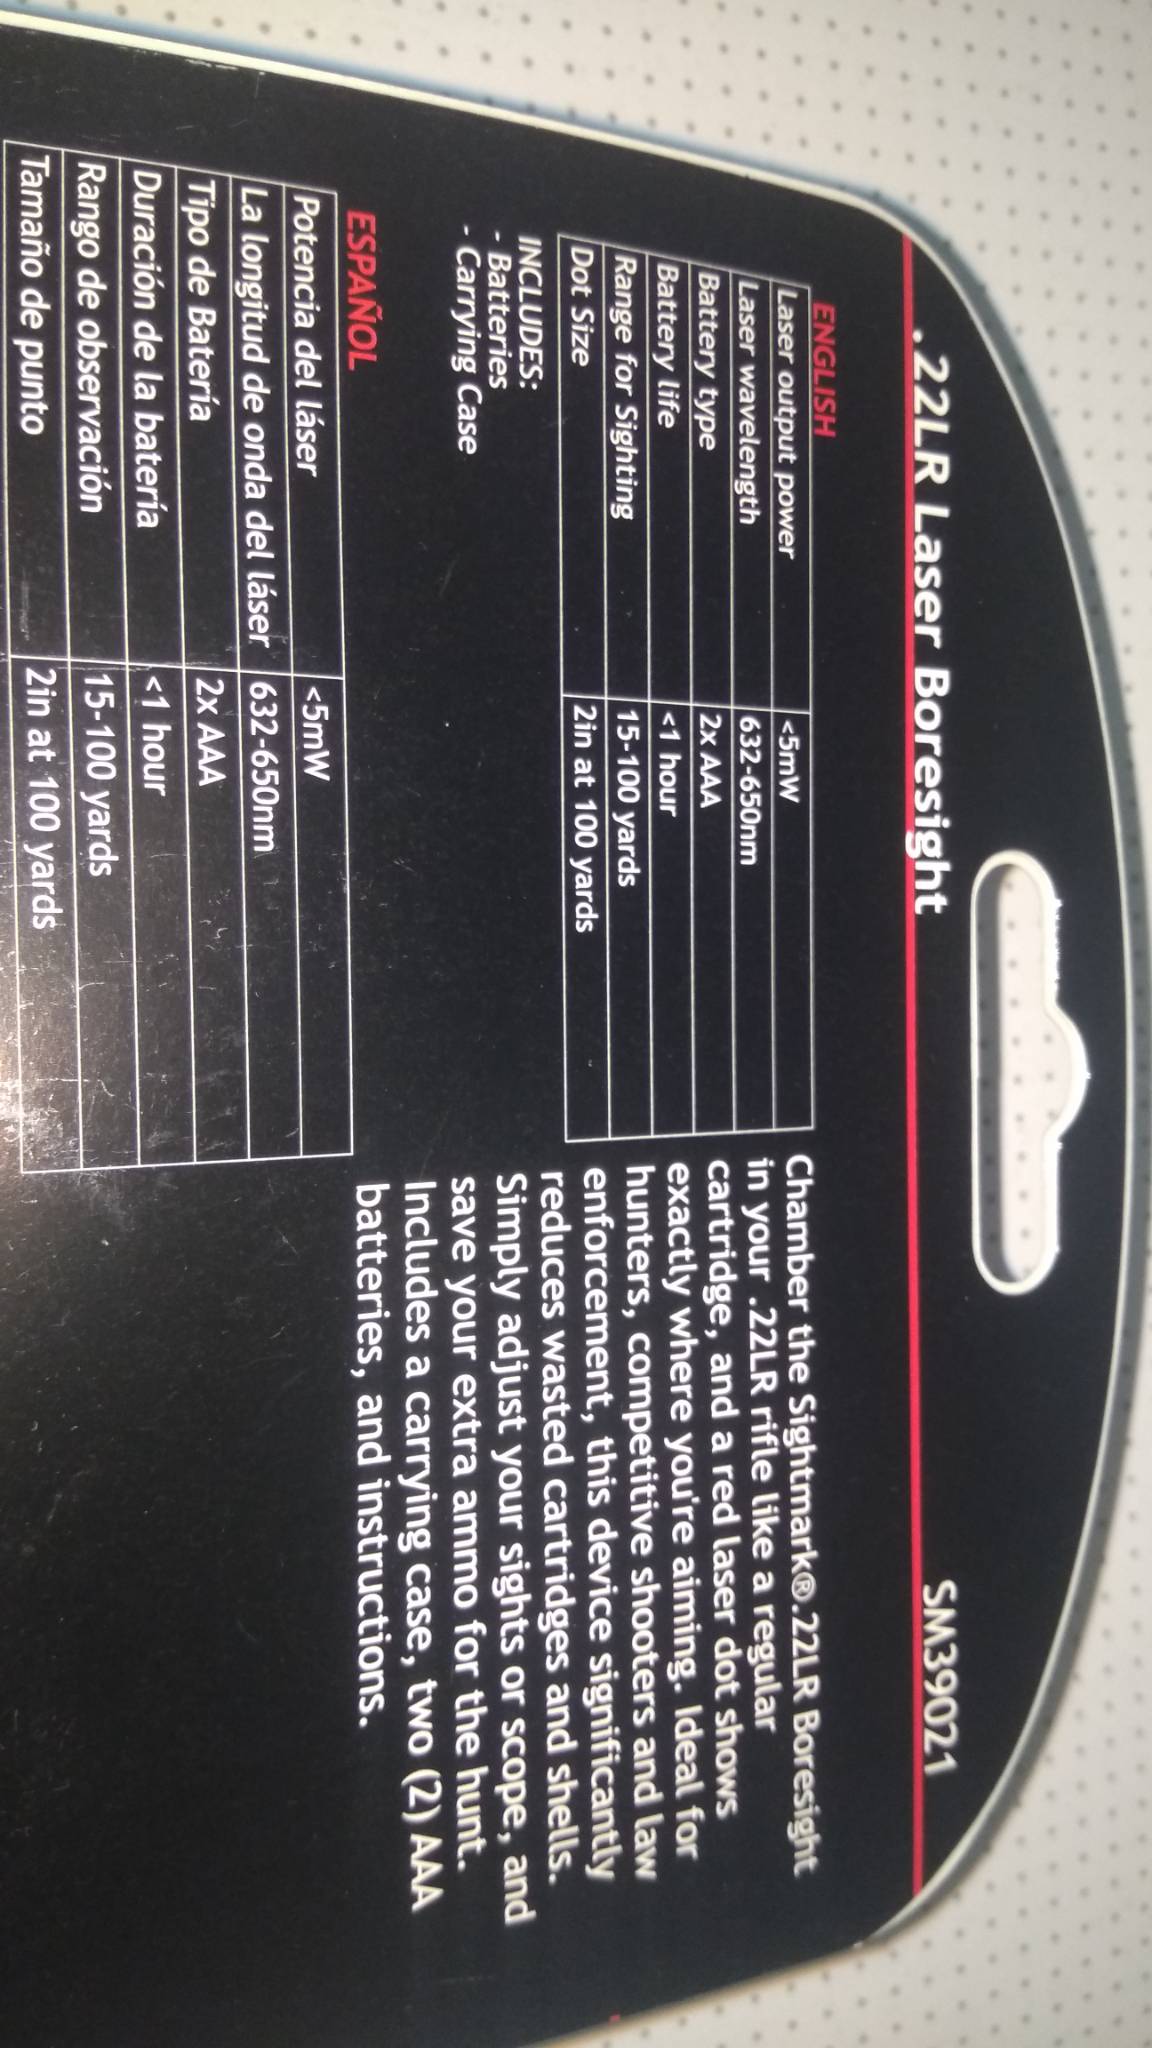 .22LR Laser Boresight SM39021
ENGLISH
Laser output power <5mW
Laser wavelength 632-650nm
Battery type 2x AAA
Battery life <1 hour
Range for Sighting 15-100 yards
Dot Size 2in at 100 yards
INCLUDES:
- Batteries
- Carrying Case
Chamber the Sightmark®.22LR Boresight
in your .22LR rifle like a regular
cartridge, and a red laser dot shows
exactly where you're aiming. Ideal for
hunters, competitive shooters and law
enforcement, this device significantly
reduces wasted cartridges and shells.
Simply adjust your sights or scope, and
save your extra ammo for the hunt.
Includes a carrying case, two (2) AAA
batteries, and instructions.
ESPAÑOL
Potencia del láser <5mW
La longitud de onda del láser 632-650nm
Tipo de Batería 2x AAA
Duración de la batería <1 hour
Rango de observación 15-100 yards
Tamaño de punto 2in at 100 yards